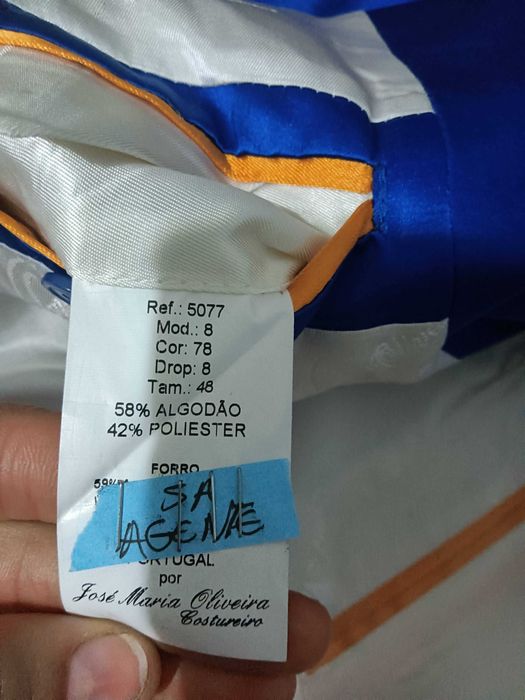 Ref.: 5077
Mod.: 8
Cor: 78
Drop: 8
Tam.: 48
58% ALGODÃO
42% POLIESTER
FORRO
59%
SA
PORTUGAL
por
José Maria Oliveira
Costureiro